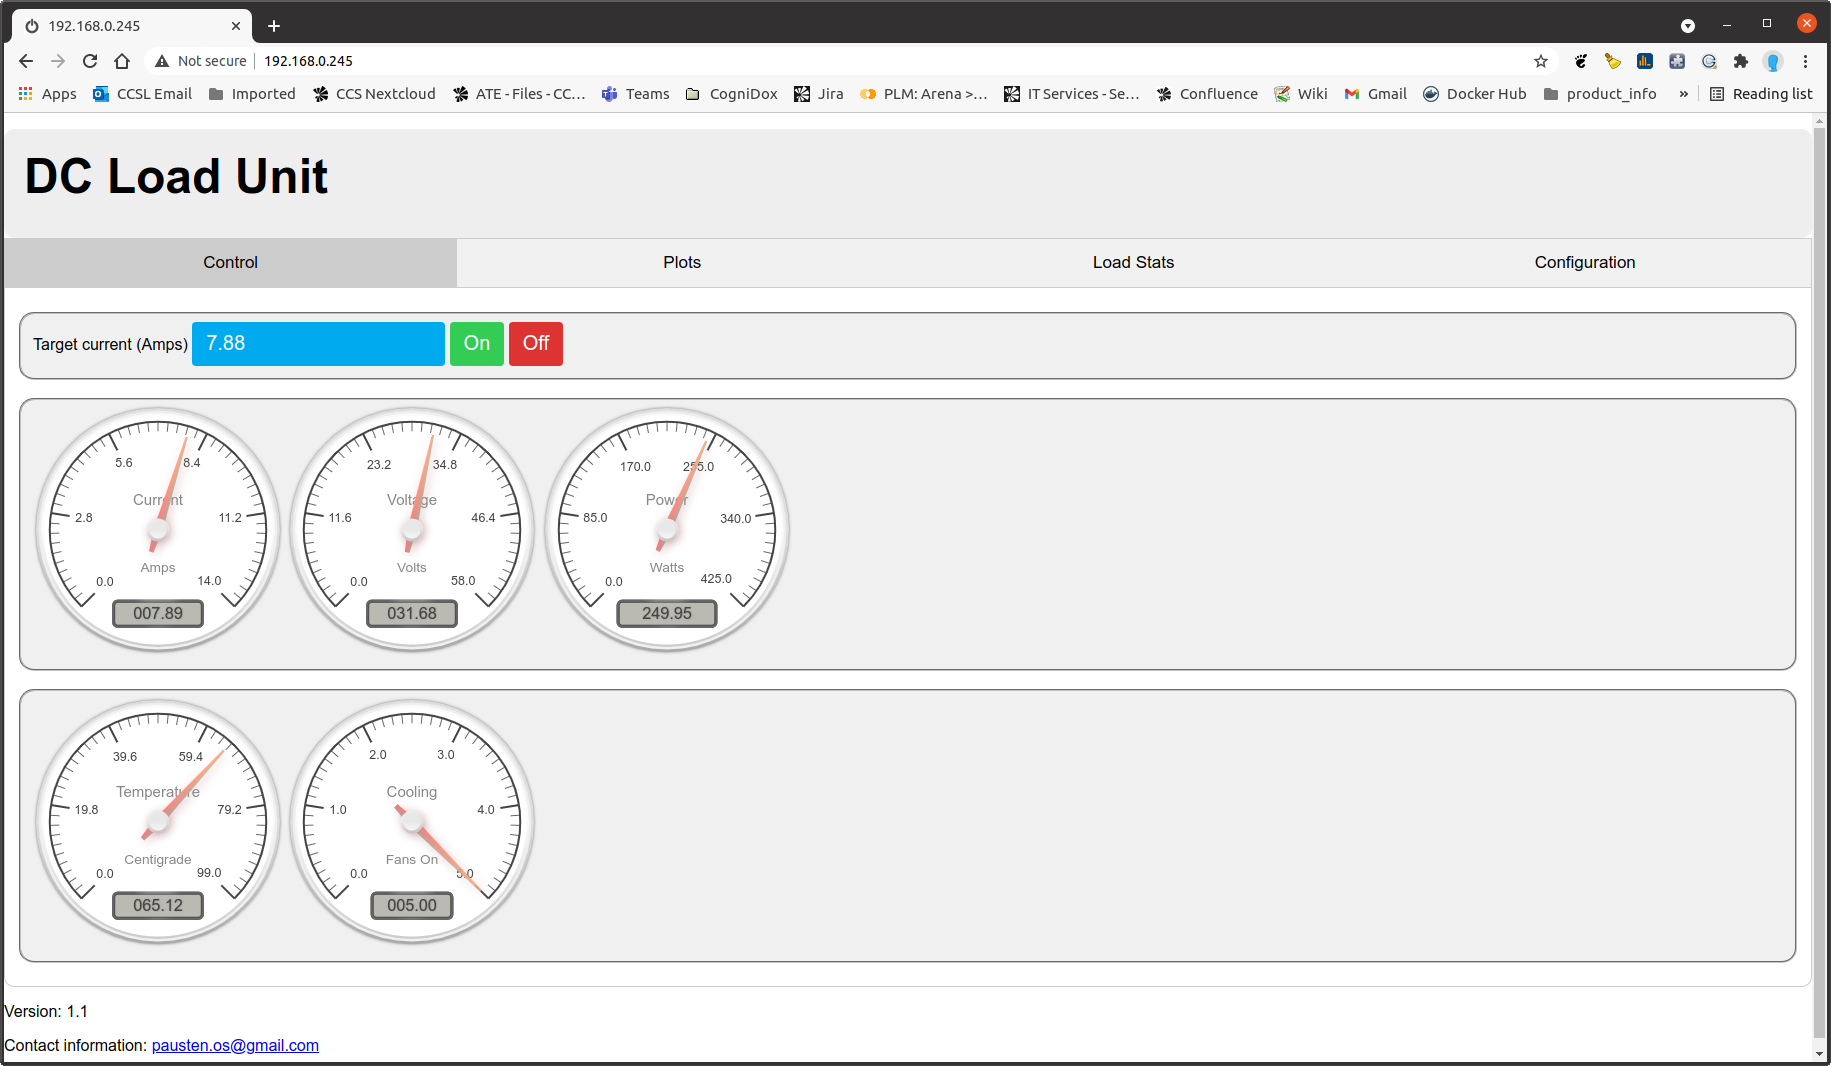 192.168.0.245
Not secure 192.168.0.245
Apps CCSL Email Imported CCS Nextcloud ATE - Files - CC... Teams CogniDox Jira PLM: Arena >... IT Services - Se... Confluence Wiki Gmail Docker Hub product_info » Reading list
DC Load Unit
Control Plots Load Stats Configuration
Target current (Amps) 7.88 On Off
5.6 8.4 23.2 34.8 170.0 255.0
Current Voltage Power
2.8 11.2 11.6 46.4 85.0 340.0
Amps Volts Watts
0.0 14.0 0.0 58.0 0.0 425.0
007.89 031.68 249.95
39.6 59.4 2.0 3.0
Temperature Cooling
19.8 79.2 1.0 4.0
Centigrade Fans On
0.0 99.0 0.0 5.0
065.12 005.00
Version: 1.1
Contact information: pausten.os@gmail.com